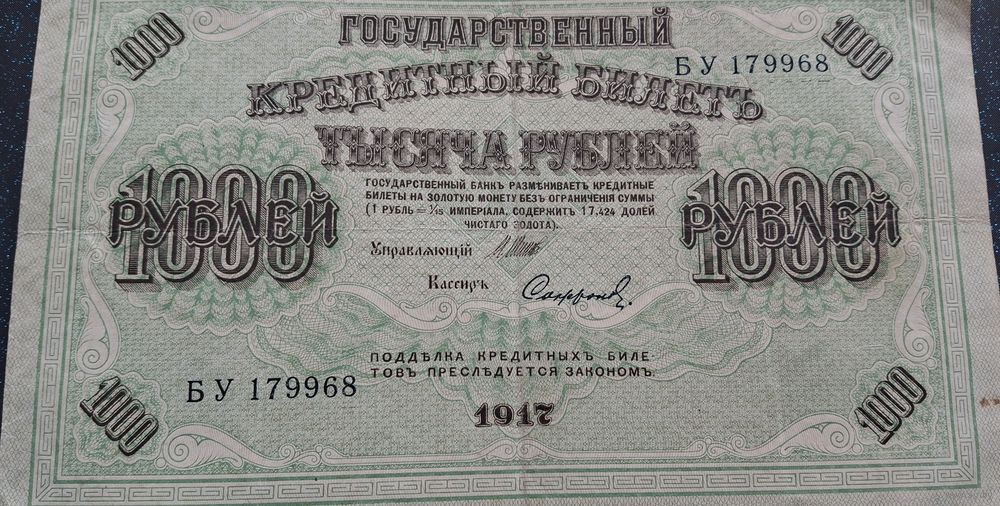 1000
ГОСУДАРСТВЕННЫЙ
1000
БУ 179968
КРЕДИТНЫЙ БИЛЕТЪ
ТЫСЯЧА РУБЛЕЙ
ГОСУДАРСТВЕННЫЙ БАНКЪ РАЗМѢНИВАЕТЪ КРЕДИТНЫЕ
БИЛЕТЫ НА ЗОЛОТУЮ МОНЕТУ БЕЗЪ ОГРАНИЧЕНІЯ СУММЫ
(1 РУБЛЬ = 1/15 ИМПЕРІАЛА, СОДЕРЖИТЪ 17,424 ДОЛЕЙ
ЧИСТАГО ЗОЛОТА).
1000 РУБЛЕЙ
1000 РУБЛЕЙ
Управляющій
Кассиръ
Сафронов
ПОДДѢЛКА КРЕДИТНЫХЪ БИЛЕ-
ТОВЪ ПРЕСЛѢДУЕТСЯ ЗАКОНОМЪ.
БУ 179968
1917
1000
1000